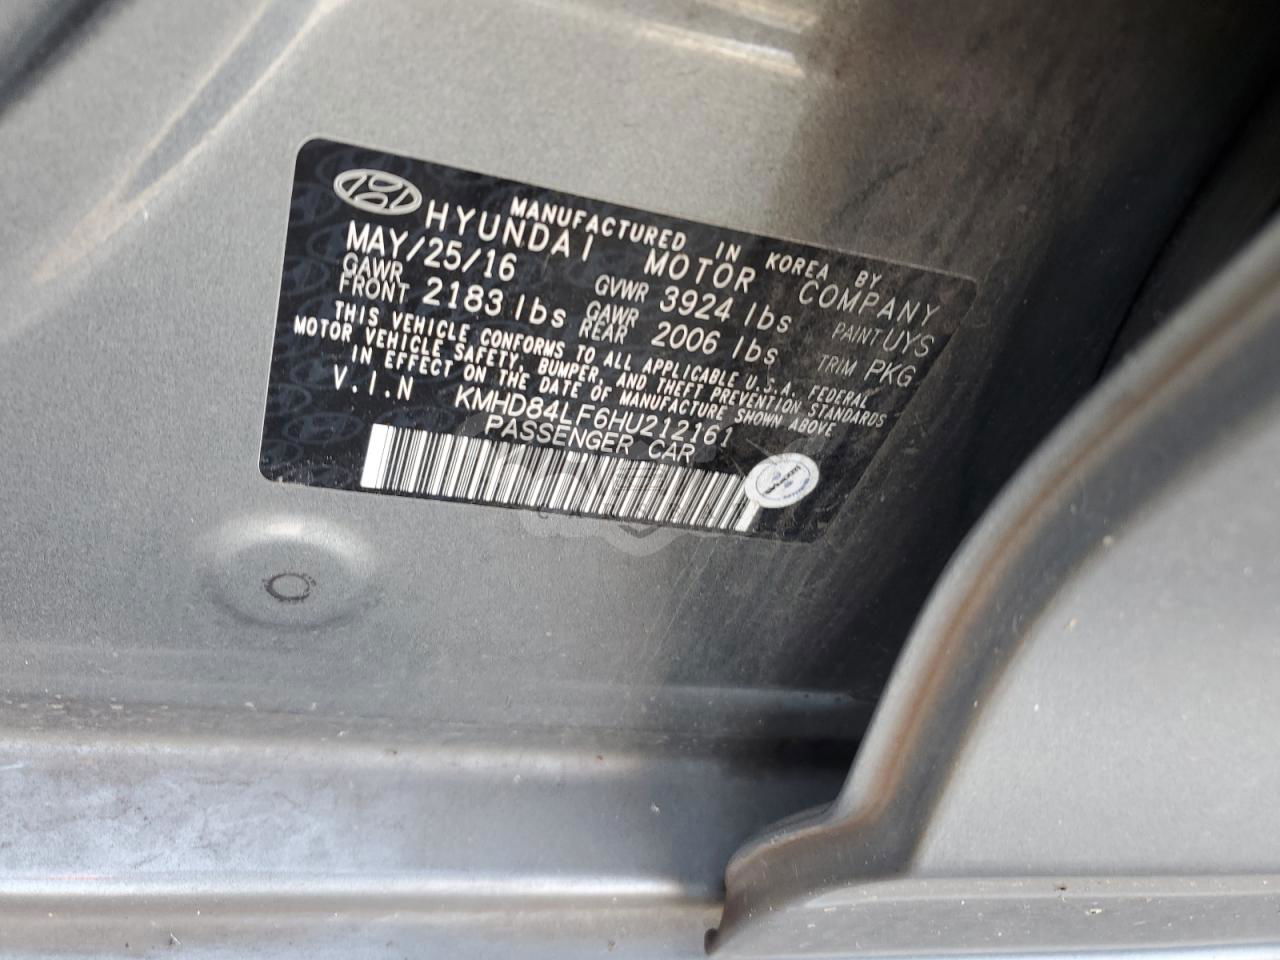 MANUFACTURED IN KOREA BY
HYUNDAI MOTOR COMPANY
MAY/25/16 GVWR 3924 lbs PAINT UYS
GAWR FRONT 2183 lbs GAWR REAR 2006 lbs TRIM PKG
THIS VEHICLE CONFORMS TO ALL APPLICABLE U.S.A. FEDERAL
MOTOR VEHICLE SAFETY, BUMPER, AND THEFT PREVENTION STANDARDS
IN EFFECT ON THE DATE OF MANUFACTURE SHOWN ABOVE
V.I.N KMHD84LF6HU212161
PASSENGER CAR